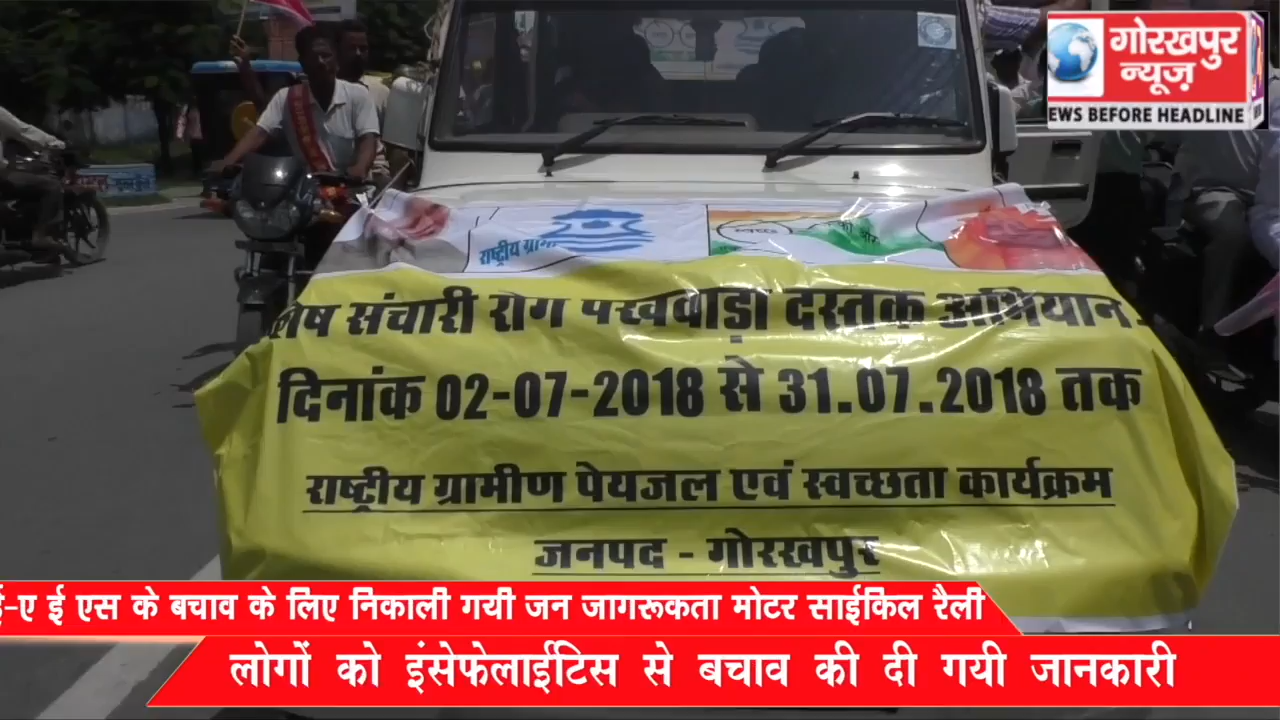 गोरखपुर
न्यूज़
EWS BEFORE HEADLINE
राष्ट्रीय ग्राम
स्वच्छ
संचारी रोग पखवाड़ा दस्तक अभियान
दिनांक 02-07-2018 से 31.07.2018 तक
राष्ट्रीय ग्रामीण पेयजल एवं स्वच्छता कार्यक्रम
जनपद - गोरखपुर
ई-ए ई एस के बचाव के लिए निकाली गयी जन जागरूकता मोटर साईकिल रैली
लोगों को इंसेफेलाईटिस से बचाव की दी गयी जानकारी